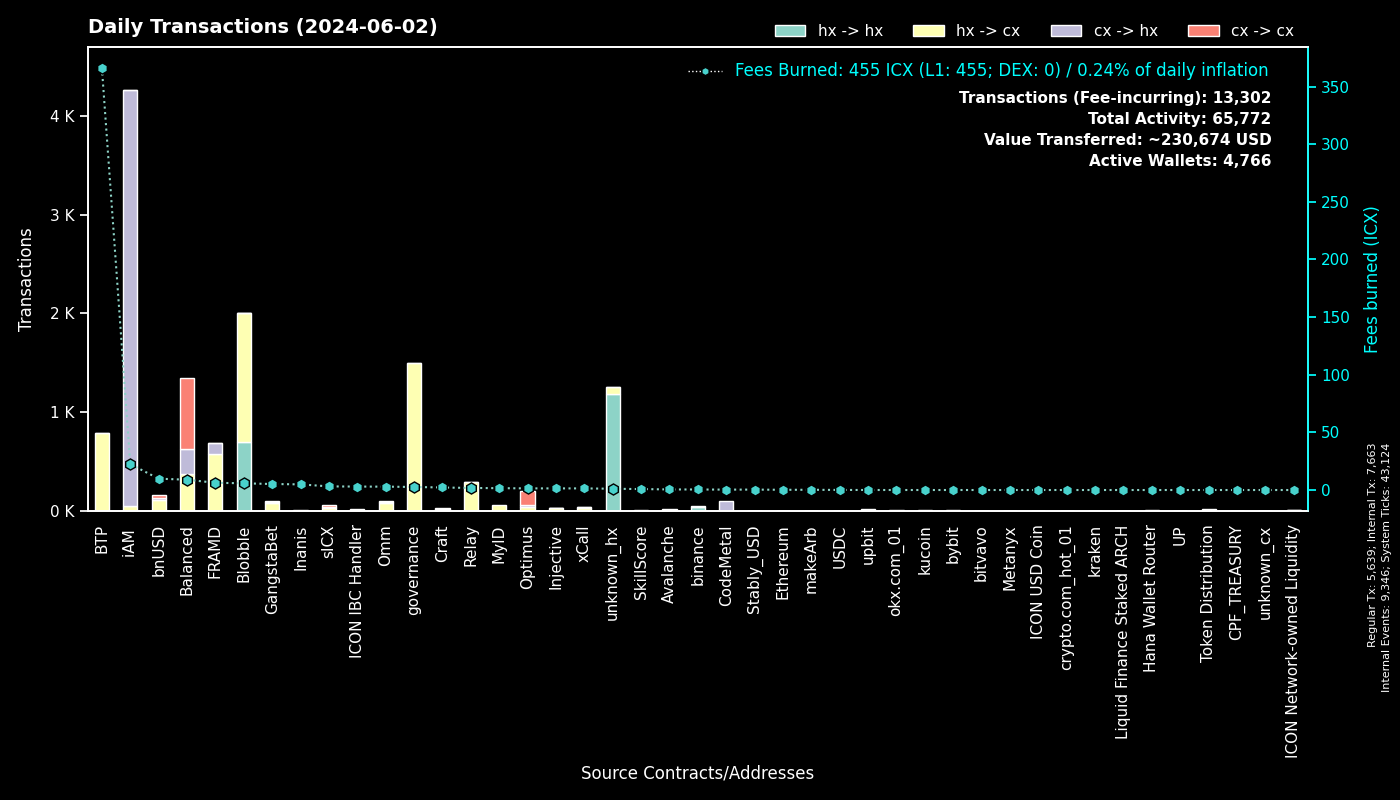 Daily Transactions (2024-06-02)
hx -> hx
hx -> cx
cx -> hx
cx -> cx
Fees Burned: 455 ICX (L1: 455; DEX: 0) / 0.24% of daily inflation
Transactions (Fee-incurring): 13,302
Total Activity: 65,772
Value Transferred: ~230,674 USD
Active Wallets: 4,766
Transactions
4 K
3 K
2 K
1 K
0 K
350
300
250
200
150
100
50
0
Fees burned (ICX)
BTP
iAM
bnUSD
Balanced
FRAMD
Blobble
GangstaBet
Inanis
sICX
ICON IBC Handler
Omm
governance
Craft
Relay
MyID
Optimus
Injective
xCall
unknown_hx
SkillScore
Avalanche
binance
CodeMetal
Stably_USD
Ethereum
makeArb
USDC
upbit
okx.com_01
kucoin
bybit
bitvavo
Metanyx
ICON USD Coin
crypto.com_hot_01
kraken
Liquid Finance Staked ARCH
Hana Wallet Router
UP
Token Distribution
CPF_TREASURY
unknown_cx
ICON Network-owned Liquidity
Source Contracts/Addresses
Regular Tx: 5,639; Internal Tx: 7,663
Internal Events: 9,346; System Ticks: 43,124